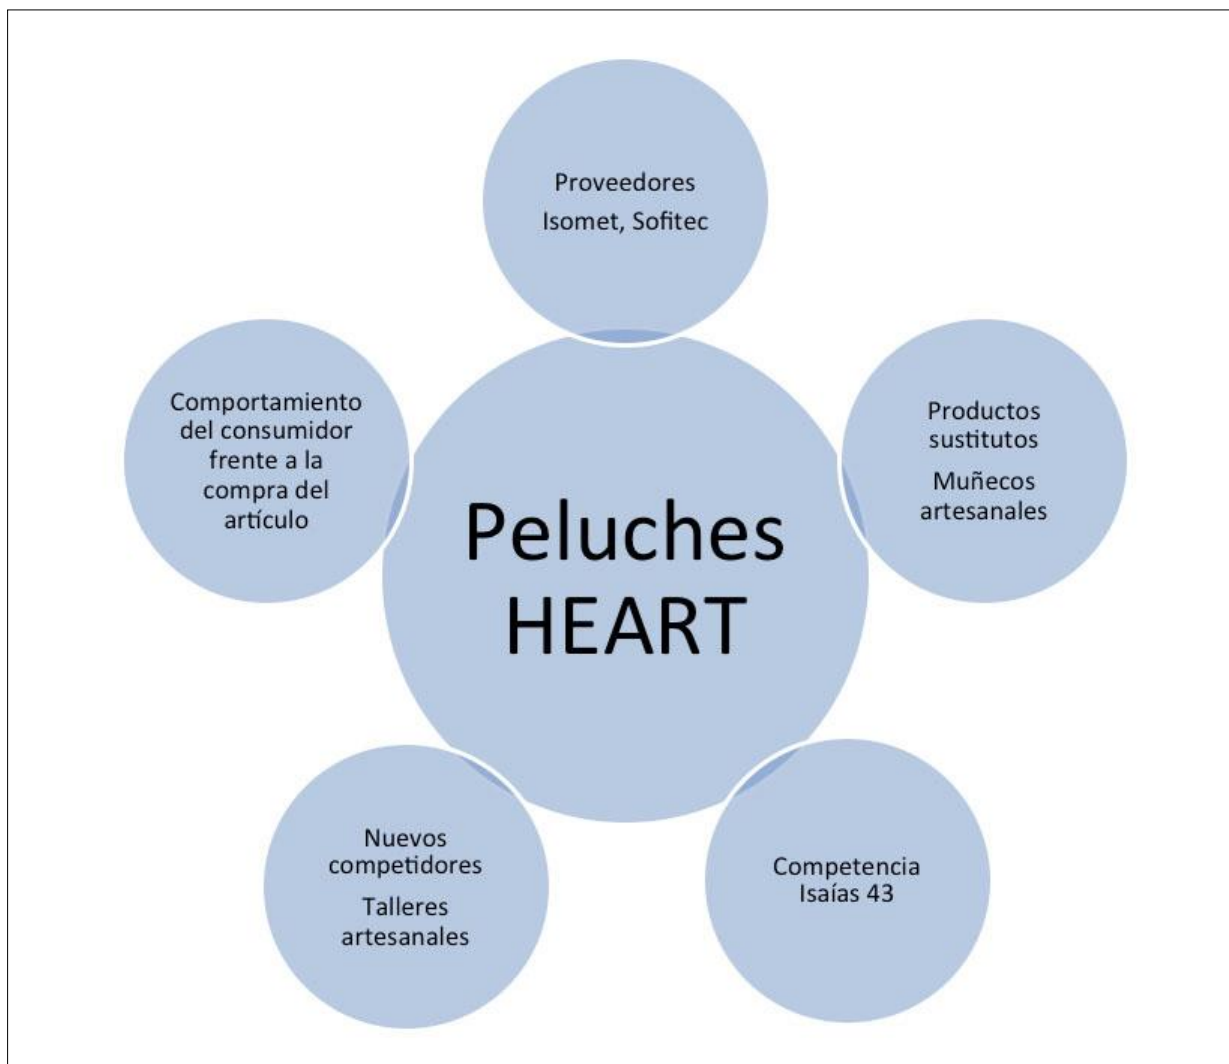 Proveedores
Isomet, Sofitec
Comportamiento
del consumidor
frente a la
compra del
artículo
Productos
sustitutos
Muñecos
artesanales
Peluches
HEART
Nuevos
competidores
Talleres
artesanales
Competencia
Isaías 43